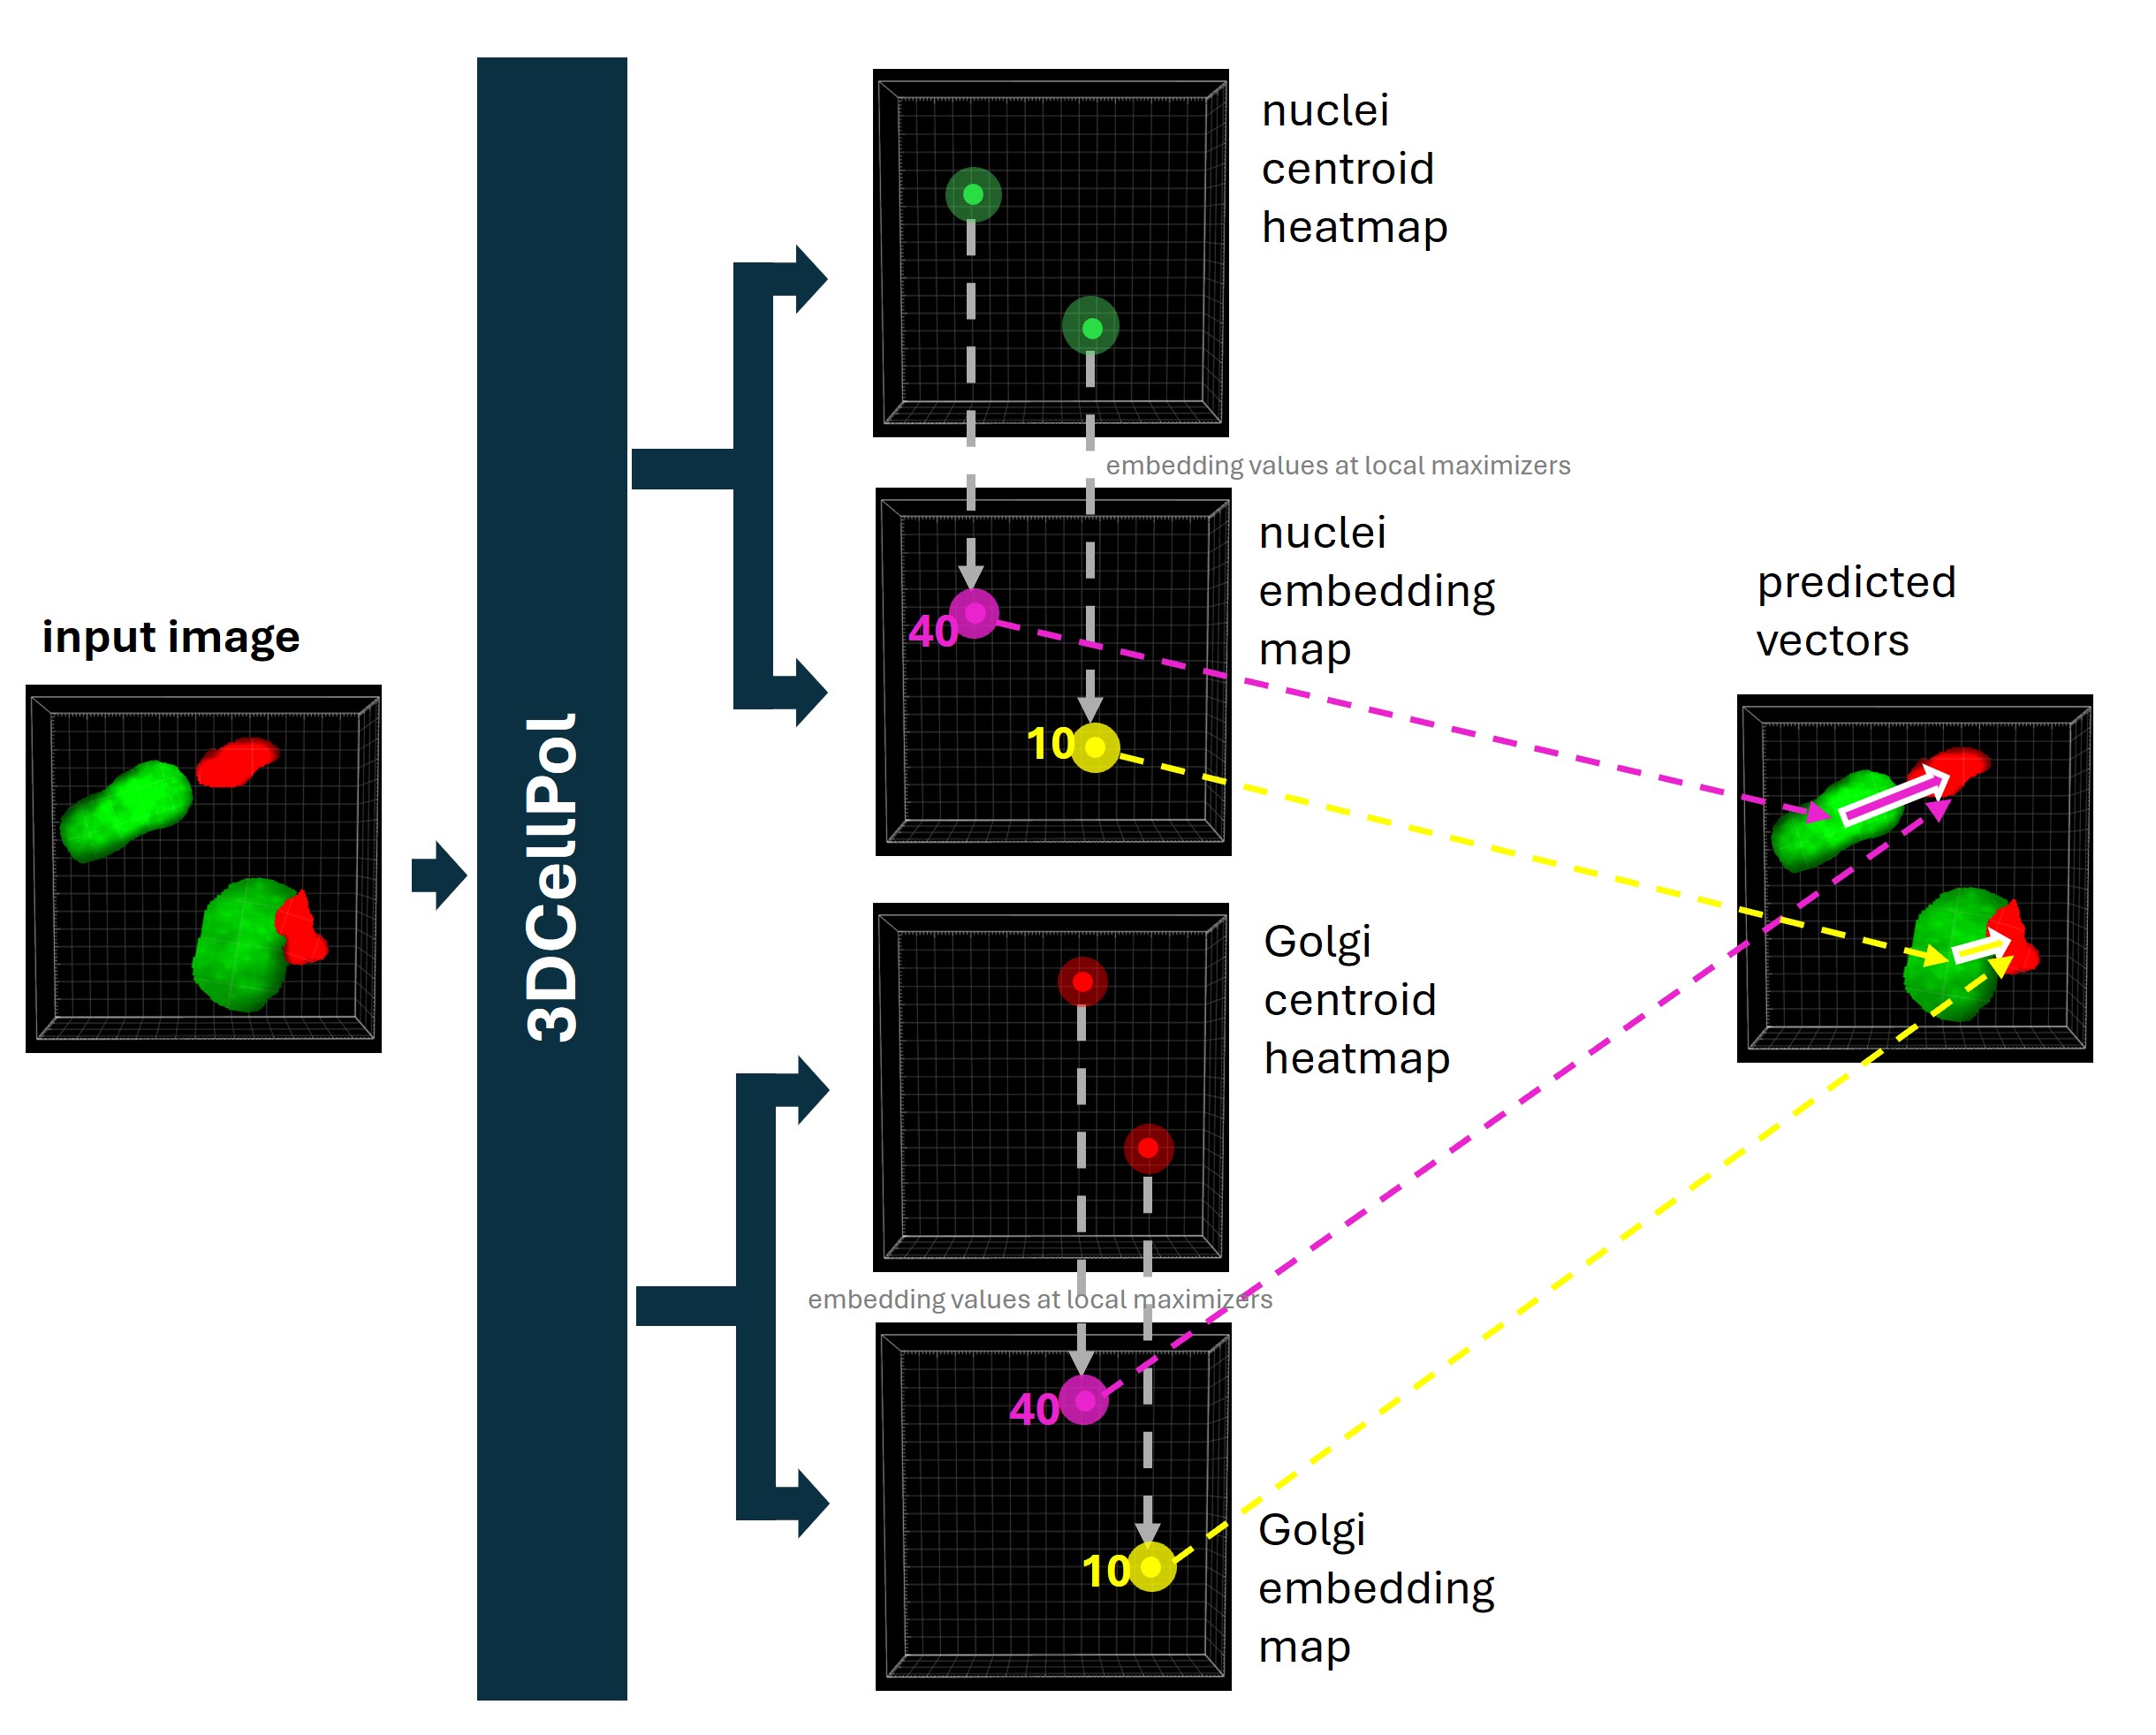 input image
3DCellPol
nuclei
centroid
heatmap
embedding values at local maximizers
nuclei
embedding
map
40
10
Golgi
centroid
heatmap
embedding values at local maximizers
40
10
Golgi
embedding
map
predicted
vectors